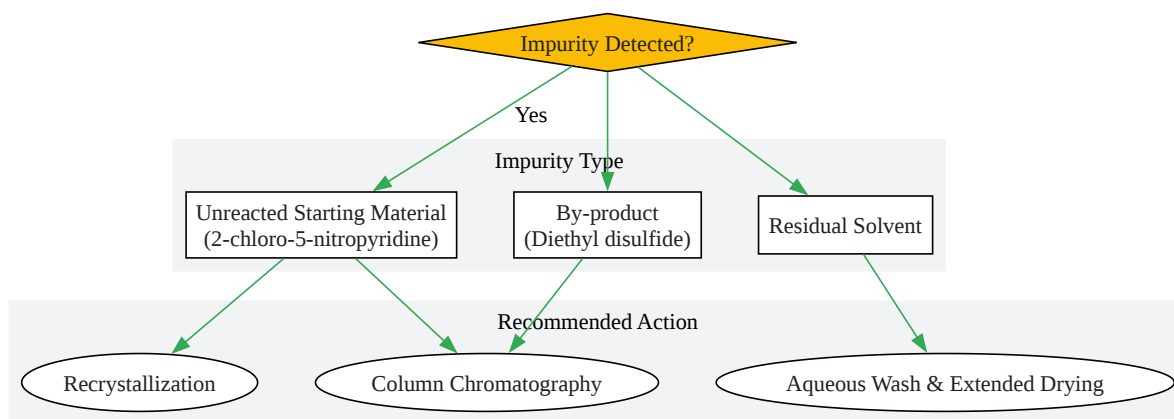 Impurity Detected?
Yes
Impurity Type
Unreacted Starting Material
(2-chloro-5-nitropyridine)
By-product
(Diethyl disulfide)
Residual Solvent
Recommended Action
Recrystallization
Column Chromatography
Aqueous Wash & Extended Drying